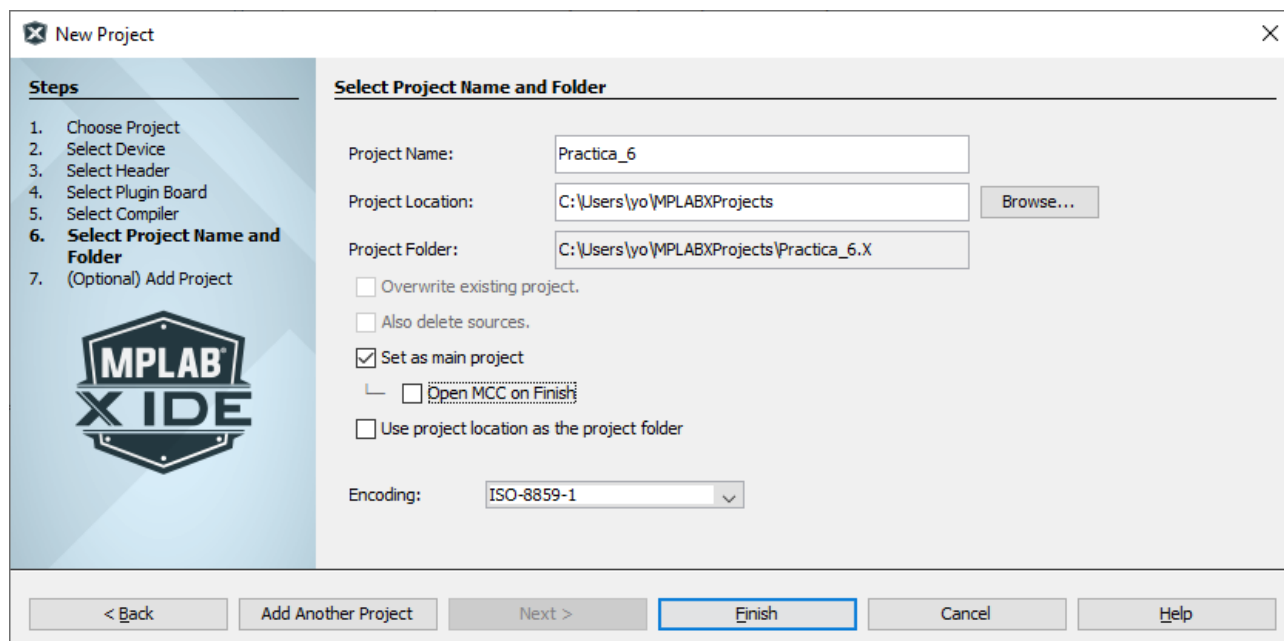 New Project
Steps
1. Choose Project
2. Select Device
3. Select Header
4. Select Plugin Board
5. Select Compiler
6. Select Project Name and
Folder
7. (Optional) Add Project
MPLAB®
X IDE
Select Project Name and Folder
Project Name: Practica_6
Project Location: C:\Users\yo\MPLABXProjects Browse...
Project Folder: C:\Users\yo\MPLABXProjects\Practica_6.X
Overwrite existing project.
Also delete sources.
Set as main project
Open MCC on Finish
Use project location as the project folder
Encoding: ISO-8859-1
< Back Add Another Project Next > Finish Cancel Help